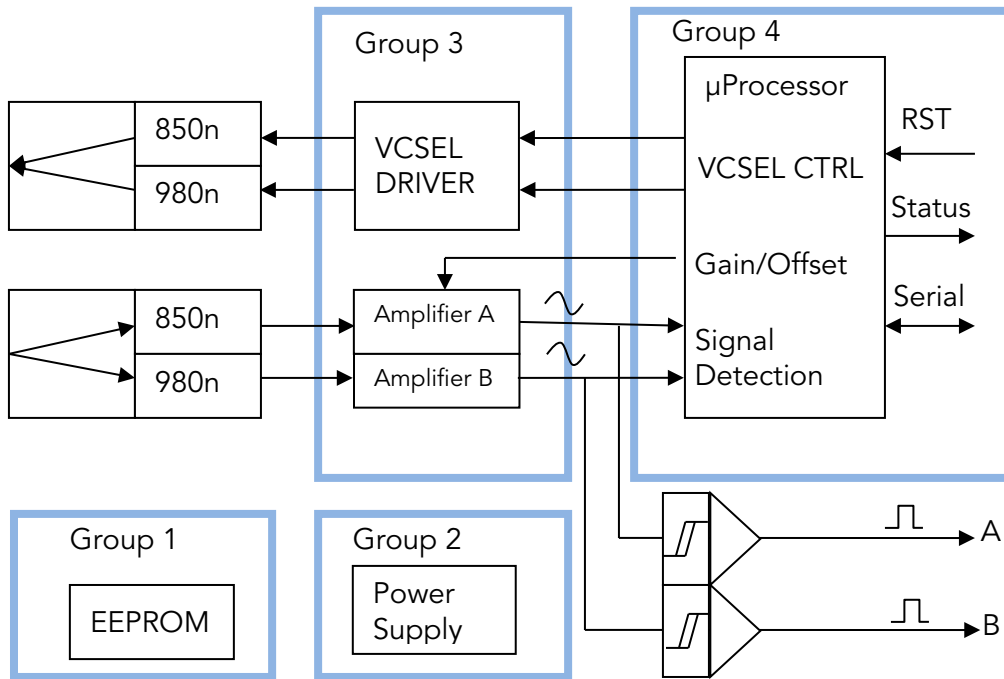 Group 3
Group 4
µProcessor
850n
980n
VCSEL
DRIVER
VCSEL CTRL
RST
Status
Gain/Offset
850n
980n
Amplifier A
Amplifier B
Signal
Detection
Serial
Group 1
EEPROM
Group 2
Power
Supply
A
B